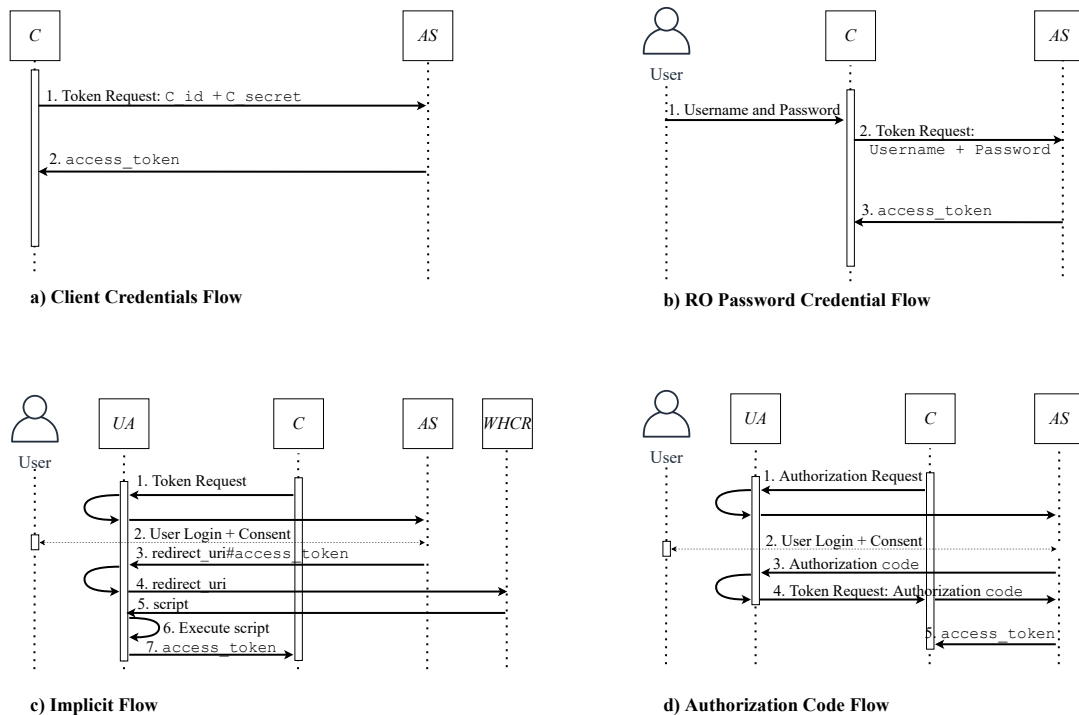 C
AS
1. Token Request: C_id + C_secret
2. access_token
a) Client Credentials Flow
User
C
AS
1. Username and Password
2. Token Request:
Username + Password
3. access_token
b) RO Password Credential Flow
User
UA
C
AS
WHCR
1. Token Request
2. User Login + Consent
3. redirect_uri#access_token
4. redirect_uri
5. script
6. Execute script
7. access_token
c) Implicit Flow
User
UA
C
AS
1. Authorization Request
2. User Login + Consent
3. Authorization code
4. Token Request: Authorization code
5. access_token
d) Authorization Code Flow